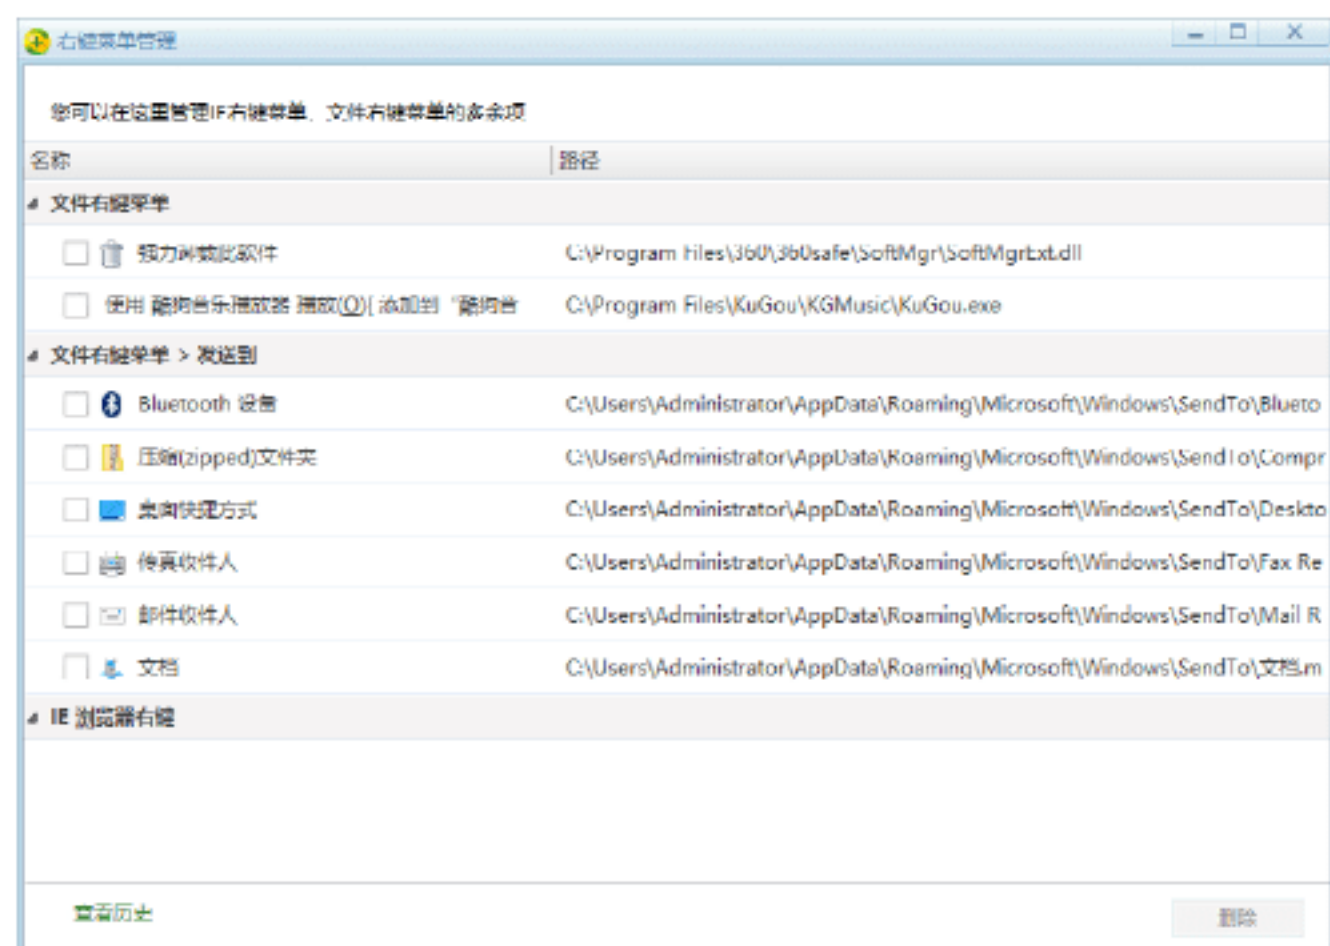 右键菜单管理
您可以在这里管理IE右键菜单、文件右键菜单的多余项
名称 路径
文件右键菜单
强力卸载此软件 C:\Program Files\360\360safe\SoftMgr\SoftMgrExt.dll
使用 酷狗音乐播放器 播放(O)[ 添加到 “酷狗音 C:\Program Files\KuGou\KGMusic\KuGou.exe
文件右键菜单 > 发送到
Bluetooth 设备 C:\Users\Administrator\AppData\Roaming\Microsoft\Windows\SendTo\Blueto
压缩(zipped)文件夹 C:\Users\Administrator\AppData\Roaming\Microsoft\Windows\SendTo\Compr
桌面快捷方式 C:\Users\Administrator\AppData\Roaming\Microsoft\Windows\SendTo\Deskto
传真收件人 C:\Users\Administrator\AppData\Roaming\Microsoft\Windows\SendTo\Fax Re
邮件收件人 C:\Users\Administrator\AppData\Roaming\Microsoft\Windows\SendTo\Mail R
文档 C:\Users\Administrator\AppData\Roaming\Microsoft\Windows\SendTo\文档.m
IE 浏览器右键
查看历史 删除